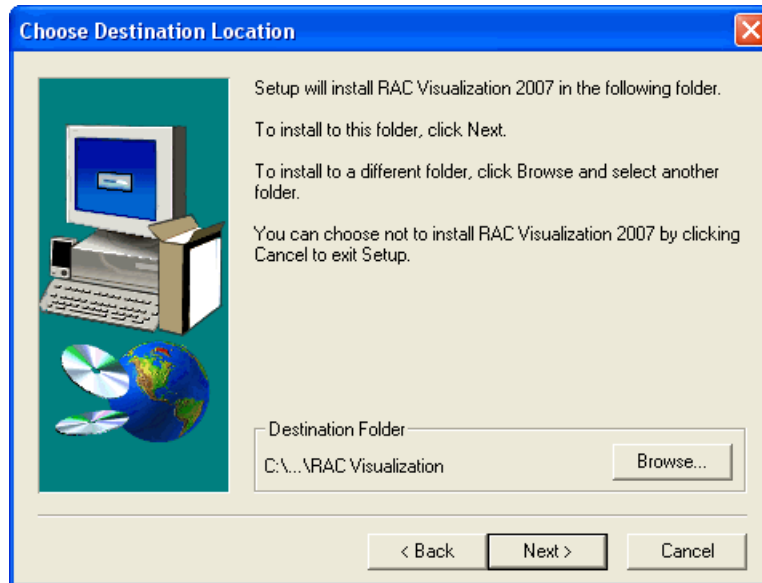 Choose Destination Location
Setup will install RAC Visualization 2007 in the following folder.
To install to this folder, click Next.
To install to a different folder, click Browse and select another
folder.
You can choose not to install RAC Visualization 2007 by clicking
Cancel to exit Setup.
Destination Folder
C:\...\RAC Visualization
Browse...
< Back
Next >
Cancel